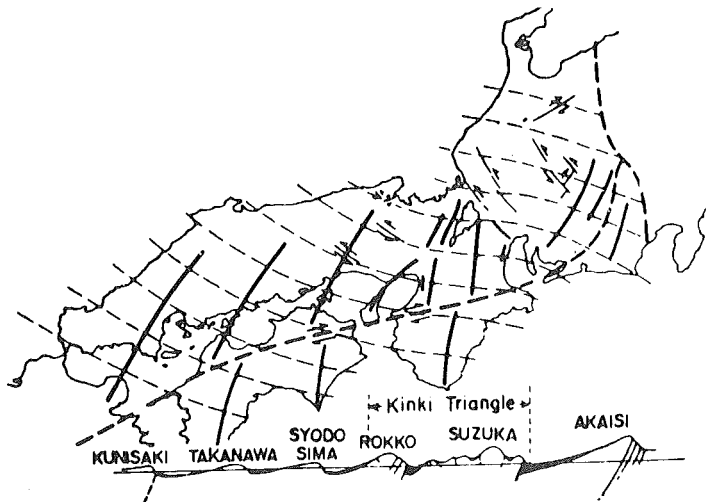 Kinki Triangle
AKAISI
SYODO
SIMA
ROKKO
SUZUKA
KUNISAKI
TAKANAWA